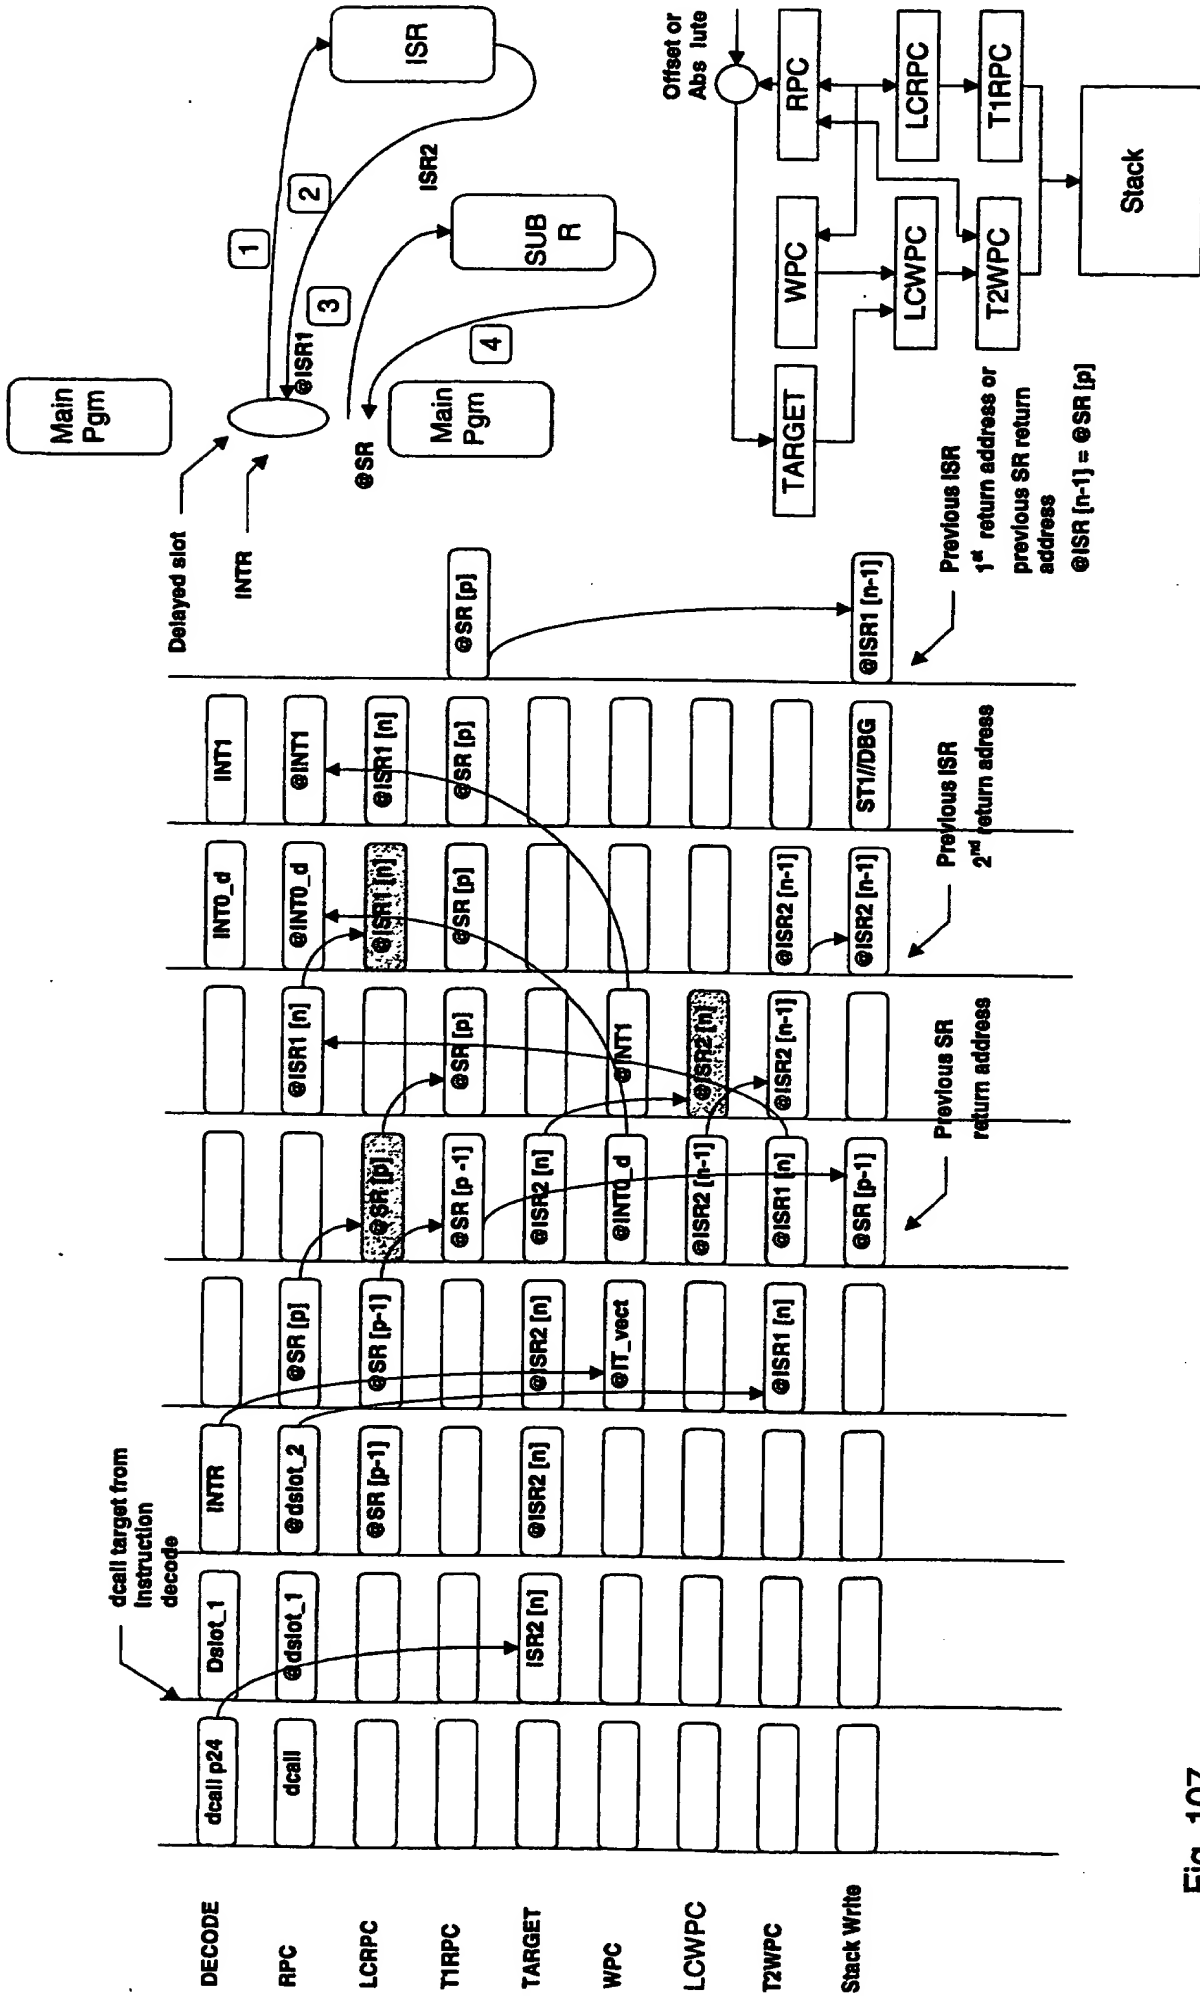 dcall target from
Instruction
decode
DECODE
dcall p24
Dslot_1
INTR
INT0_d
INT1
RPC
dcall
@dslot_1
@dslot_2
@SR [p]
@ISR1 [n]
@INT0_d
@INT1
LCRPC
@SR [p-1]
@SR [p-1]
@SR [p]
@ISR1 [n]
@ISR1 [n]
T1RPC
@SR [p -1]
@SR [p]
@SR [p]
@SR [p]
@SR [p]
TARGET
ISR2 [n]
@ISR2 [n]
@ISR2 [n]
@ISR2 [n]
WPC
@IT_vect
@INT0_d
@INT1
LCWPC
@ISR2 [n-1]
@ISR2 [n]
T2WPC
@ISR1 [n]
@ISR1 [n]
@ISR2 [n-1]
@ISR2 [n-1]
Stack Write
@SR [p-1]
@ISR2 [n-1]
ST1//DBG
@ISR1 [n-1]
Previous SR
return address
Previous ISR
2nd return adress
Previous ISR
1st return address or
previous SR return
address
@ISR [n-1] = @SR [p]
Delayed slot
INTR
Main
Pgm
1
ISR
2
@ISR1
3
ISR2
@SR
SUB
R
4
Main
Pgm
Offset or
Abs lute
TARGET
WPC
RPC
LCWPC
LCRPC
T2WPC
T1RPC
Stack
Fig. 107